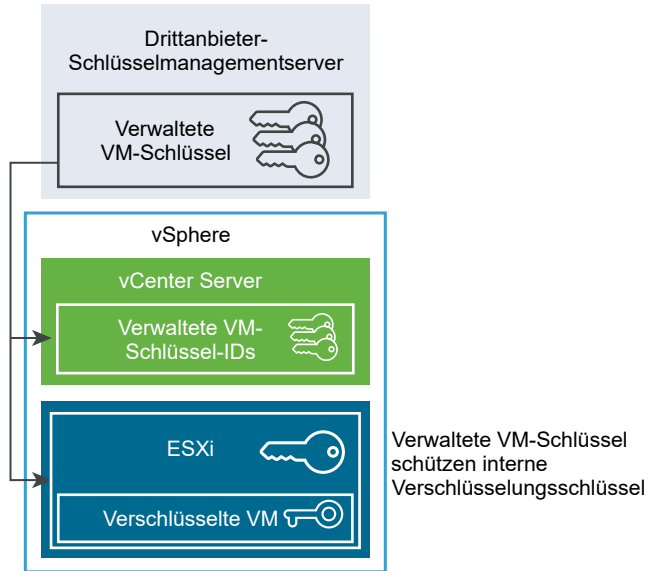 Drittanbieter-
Schlüsselmanagementserver
Verwaltete
VM-Schlüssel
vSphere
vCenter Server
Verwaltete VM-
Schlüssel-IDs
ESXi
Verschlüsselte VM
Verwaltete VM-Schlüssel
schützen interne
Verschlüsselungsschlüssel